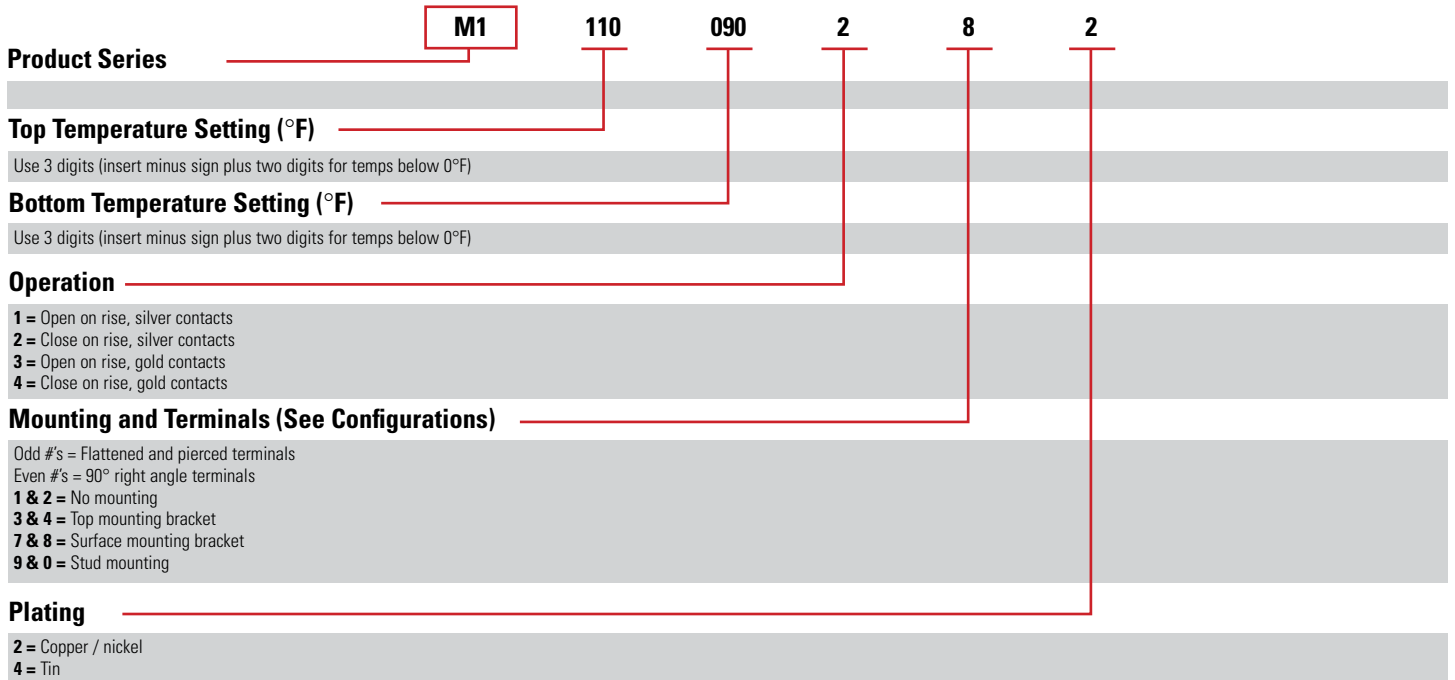 M1 110 090 2 8 2
Product Series
Top Temperature Setting (°F)
Use 3 digits (insert minus sign plus two digits for temps below 0°F)
Bottom Temperature Setting (°F)
Use 3 digits (insert minus sign plus two digits for temps below 0°F)
Operation
1 = Open on rise, silver contacts
2 = Close on rise, silver contacts
3 = Open on rise, gold contacts
4 = Close on rise, gold contacts
Mounting and Terminals (See Configurations)
Odd #'s = Flattened and pierced terminals
Even #'s = 90° right angle terminals
1 & 2 = No mounting
3 & 4 = Top mounting bracket
7 & 8 = Surface mounting bracket
9 & 0 = Stud mounting
Plating
2 = Copper / nickel
4 = Tin